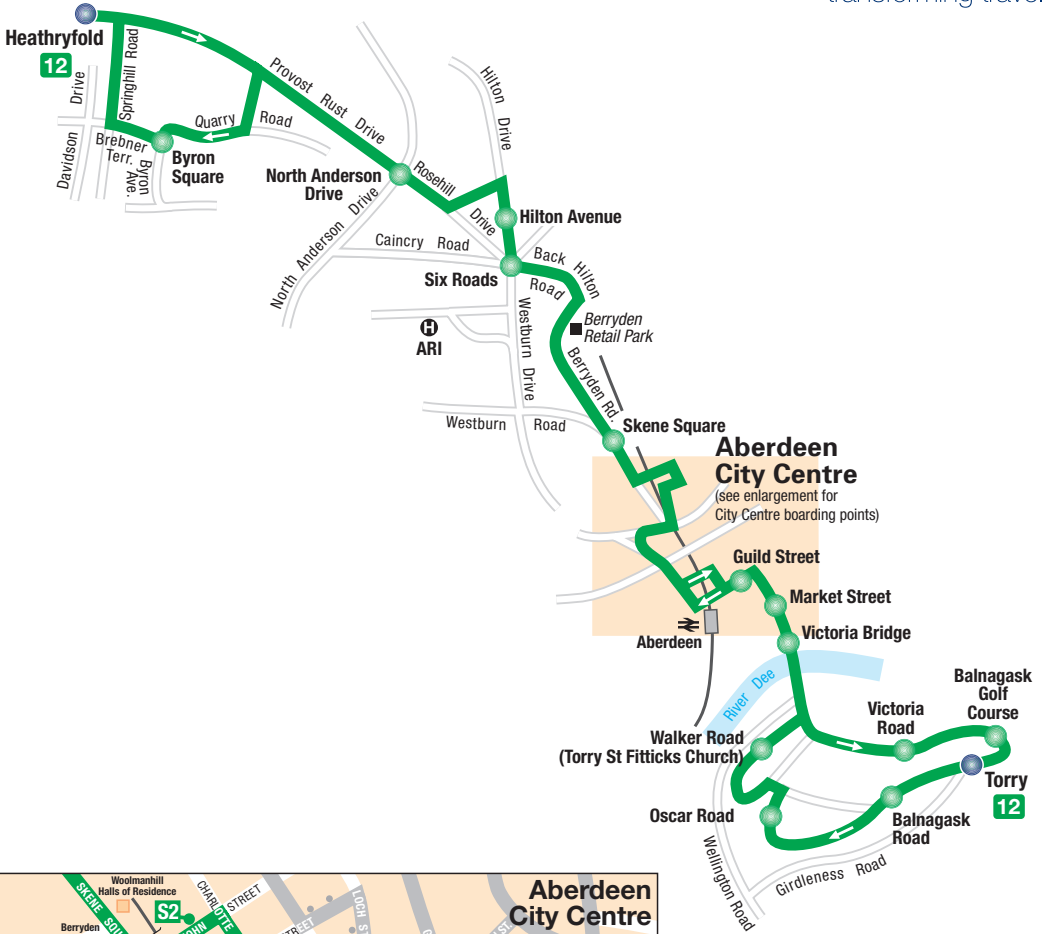 transforming travel
Heathryfold
12
Springhill Road
Davidson Drive
Brebner
Terr.
Byron
Ave.
Quarry Road
Byron
Square
Provost Rust Drive
North Anderson
Drive
Rosehill Drive
Hilton Drive
Hilton Avenue
North Anderson Drive
Caincry Road
Six Roads
Back Hilton
Road
H
ARI
Westburn Drive
Berryden
Retail Park
Berryden Rd.
Westburn Road
Skene Square
Aberdeen
City Centre
(see enlargement for
City Centre boarding points)
Guild Street
Market Street
Aberdeen
Victoria Bridge
River Dee
Balnagask
Golf
Course
Victoria
Road
Walker Road
(Torry St Fitticks Church)
Torry
12
Oscar Road
Balnagask
Road
Wellington Road
Girdleness Road
Aberdeen
City Centre
Woolmanhill
Halls of Residence
S2
Berryden
CHARLOTTE
STREET